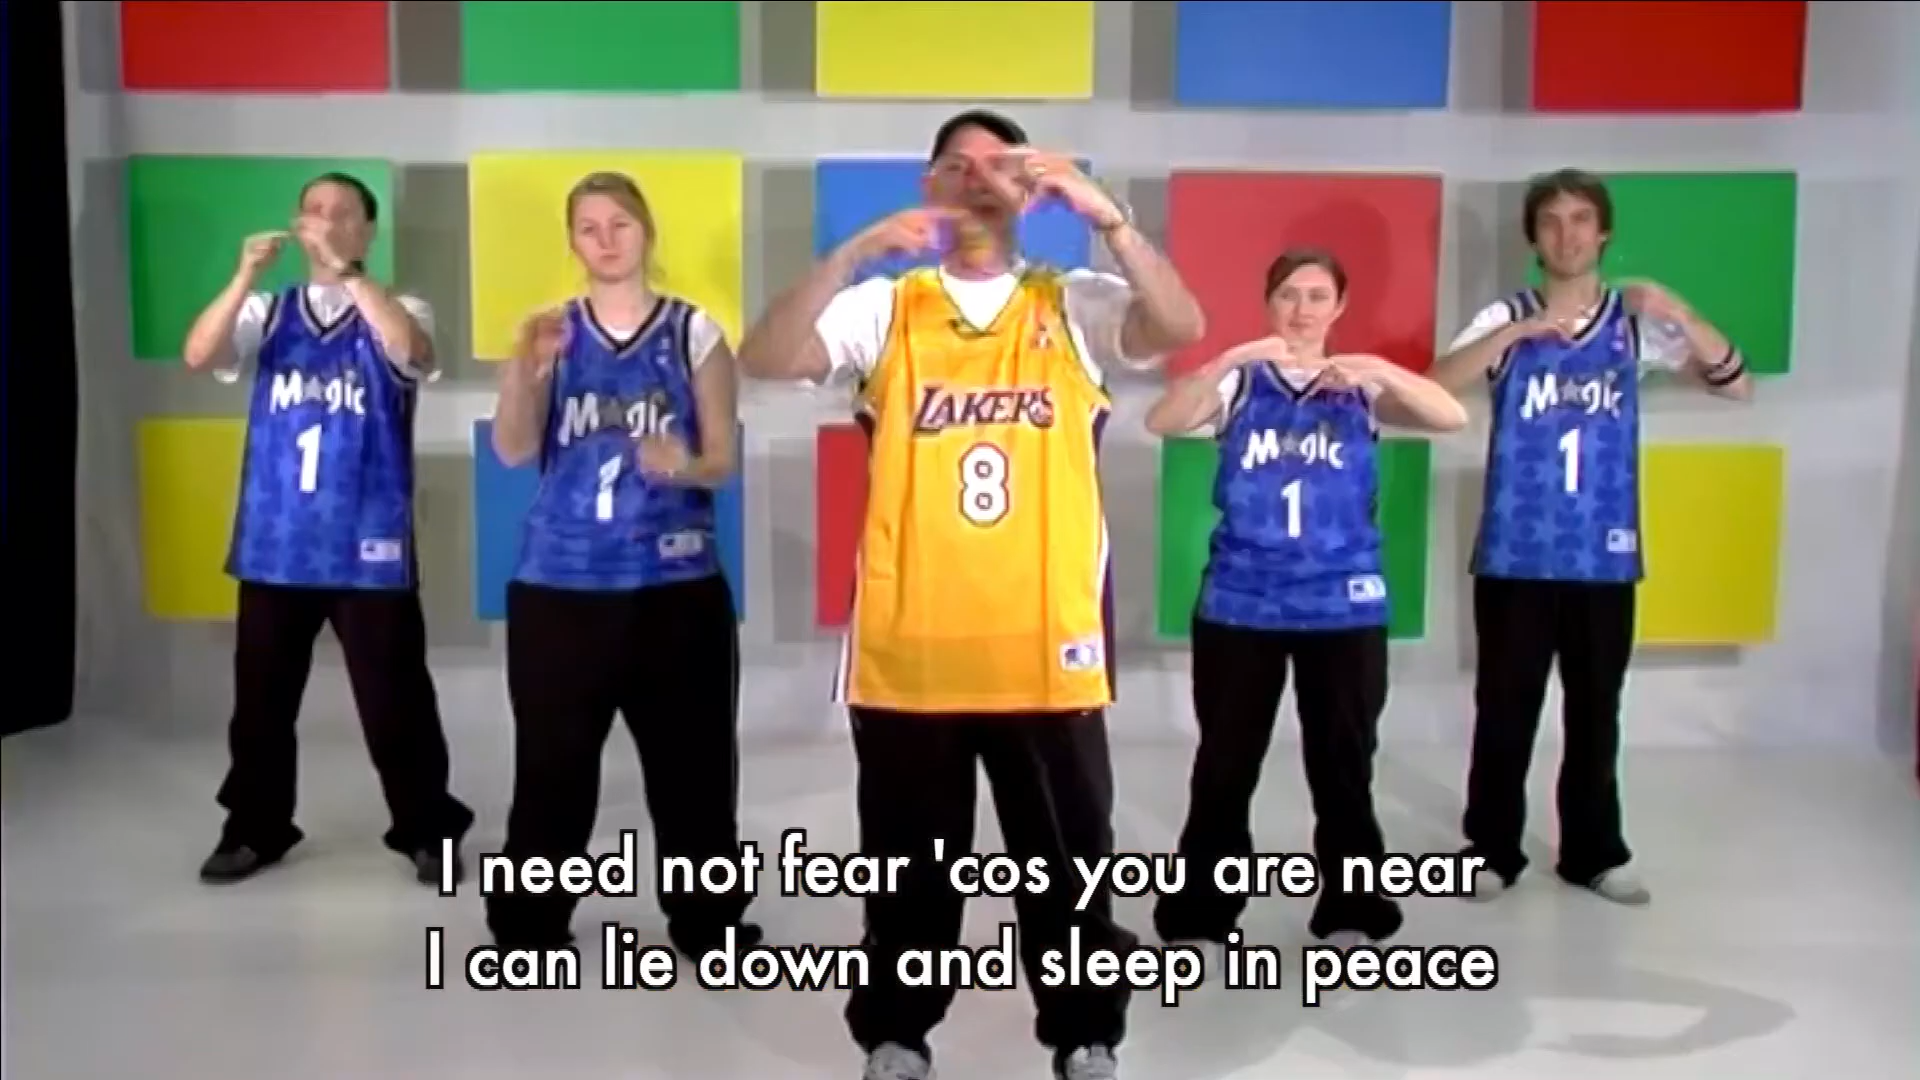 Magic
1
Magic
1
LAKERS
8
Magic
1
Magic
1
I need not fear 'cos you are near
I can lie down and sleep in peace